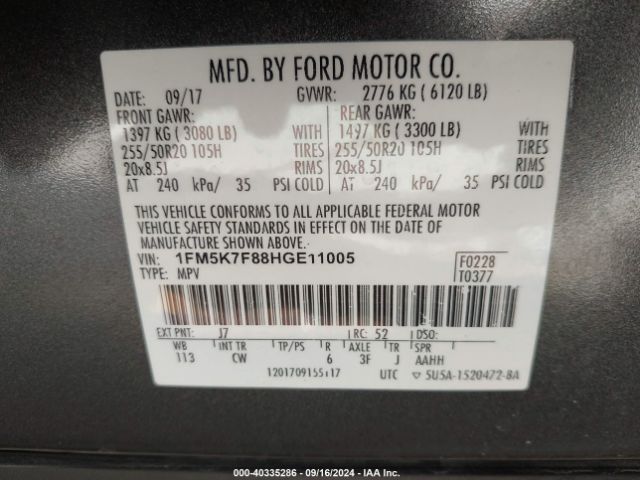 MFD. BY FORD MOTOR CO.
DATE: 09/17 GVWR: 2776 KG ( 6120 LB)
FRONT GAWR: REAR GAWR:
1397 KG ( 3080 LB) WITH 1497 KG ( 3300 LB) WITH
255/50R20 105H TIRES 255/50R20 105H TIRES
20x8.5J RIMS 20x8.5J RIMS
AT 240 kPa/ 35 PSI COLD AT 240 kPa/ 35 PSI COLD
THIS VEHICLE CONFORMS TO ALL APPLICABLE FEDERAL MOTOR
VEHICLE SAFETY STANDARDS IN EFFECT ON THE DATE OF
MANUFACTURE SHOWN ABOVE.
VIN: 1FM5K7F88HGE11005 F0228
TYPE: MPV T0377
EXT PNT: J7 RC: 52 DSO:
WB INT TR TP/PS R AXLE TR SPR
113 CW 6 3F J AAHH
1201709155117 UTC ▽ 5U5A-1520472-BA
© 40335286 - 09/16/2024 - IAA Inc.